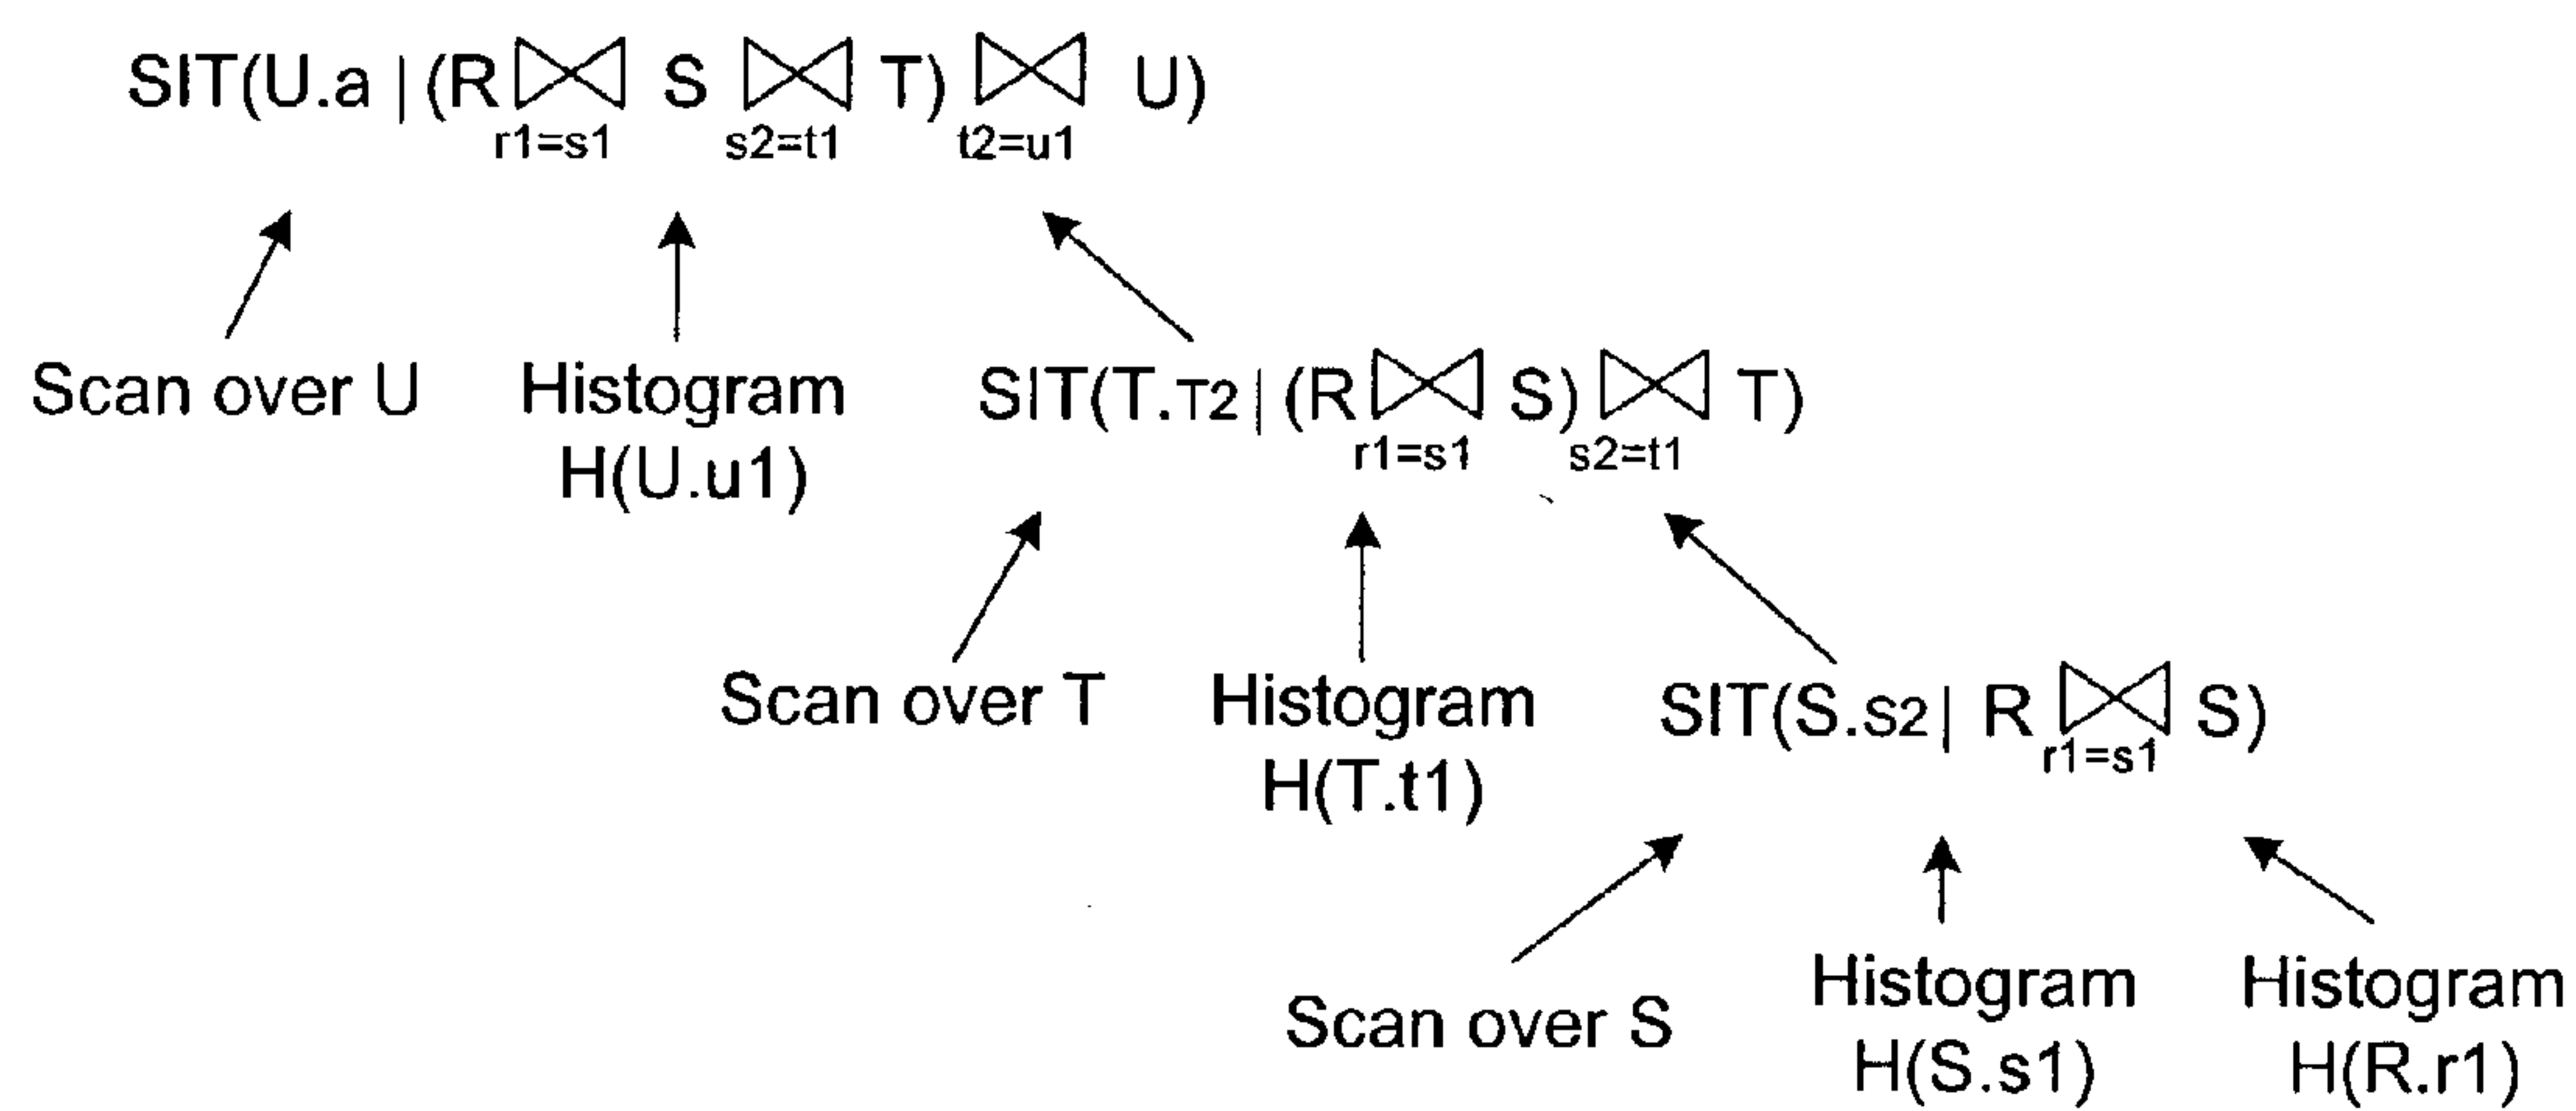 SIT(U.a | (R ⋈ S ⋈ T) ⋈ U)
r1=s1 s2=t1 t2=u1
Scan over U
Histogram
H(U.u1)
SIT(T.T2 | (R ⋈ S) ⋈ T)
r1=s1 s2=t1
Scan over T
Histogram
H(T.t1)
SIT(S.S2 | R ⋈ S)
r1=s1
Scan over S
Histogram
H(S.s1)
Histogram
H(R.r1)